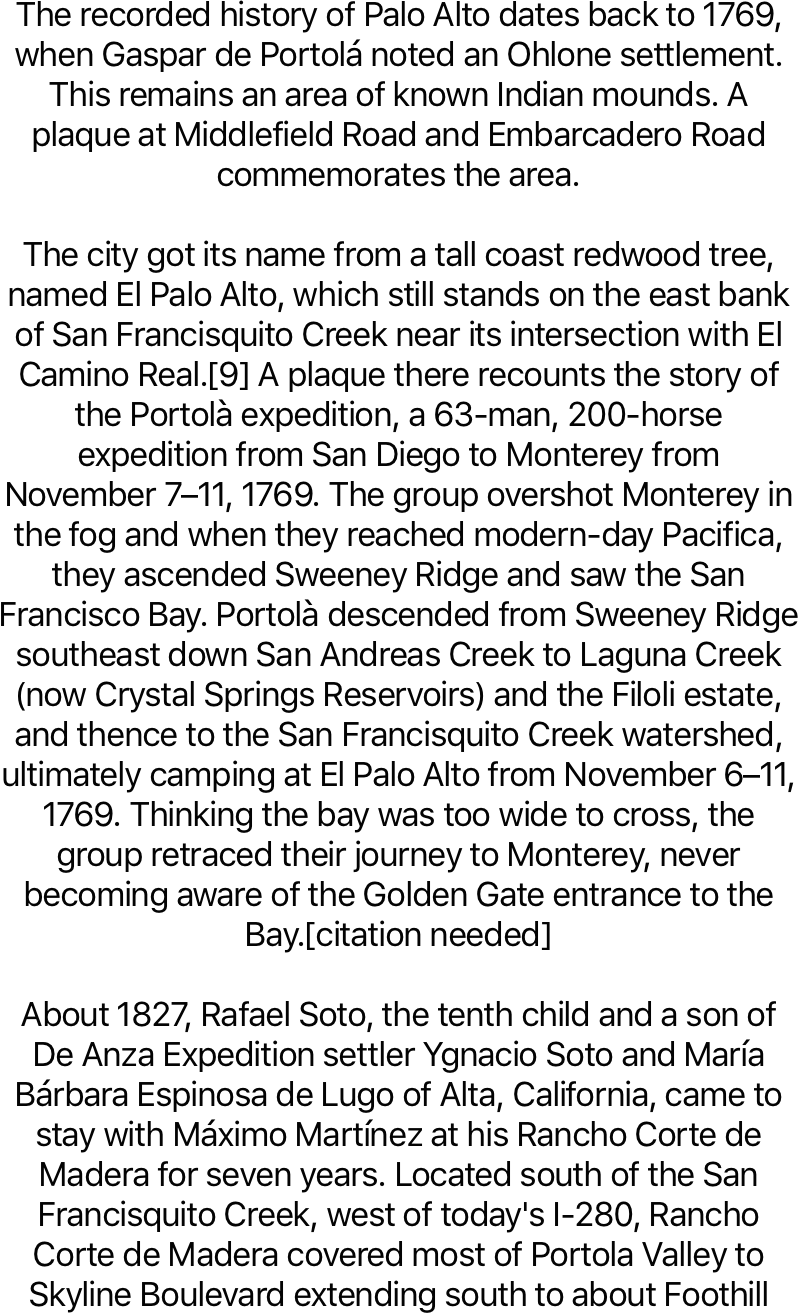 The recorded history of Palo Alto dates back to 1769,
when Gaspar de Portolá noted an Ohlone settlement.
This remains an area of known Indian mounds. A
plaque at Middlefield Road and Embarcadero Road
commemorates the area.
The city got its name from a tall coast redwood tree,
named El Palo Alto, which still stands on the east bank
of San Francisquito Creek near its intersection with El
Camino Real.[9] A plaque there recounts the story of
the Portolà expedition, a 63-man, 200-horse
expedition from San Diego to Monterey from
November 7–11, 1769. The group overshot Monterey in
the fog and when they reached modern-day Pacifica,
they ascended Sweeney Ridge and saw the San
Francisco Bay. Portolà descended from Sweeney Ridge
southeast down San Andreas Creek to Laguna Creek
(now Crystal Springs Reservoirs) and the Filoli estate,
and thence to the San Francisquito Creek watershed,
ultimately camping at El Palo Alto from November 6–11,
1769. Thinking the bay was too wide to cross, the
group retraced their journey to Monterey, never
becoming aware of the Golden Gate entrance to the
Bay.[citation needed]
About 1827, Rafael Soto, the tenth child and a son of
De Anza Expedition settler Ygnacio Soto and María
Bárbara Espinosa de Lugo of Alta, California, came to
stay with Máximo Martínez at his Rancho Corte de
Madera for seven years. Located south of the San
Francisquito Creek, west of today's I-280, Rancho
Corte de Madera covered most of Portola Valley to
Skyline Boulevard extending south to about Foothill